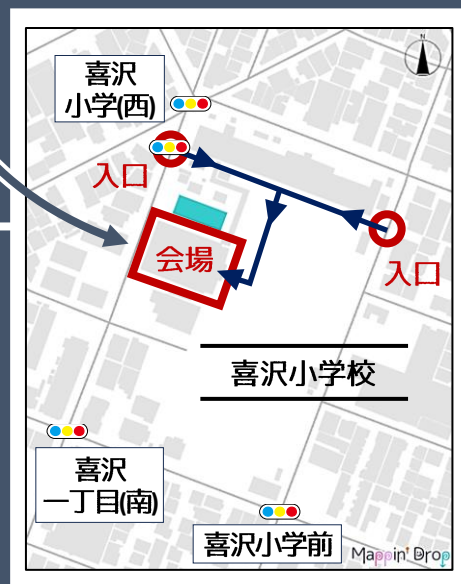 N
喜沢
小学(西)
入口
会場
入口
喜沢小学校
喜沢
一丁目(南)
喜沢小学前
Mappin' Drop